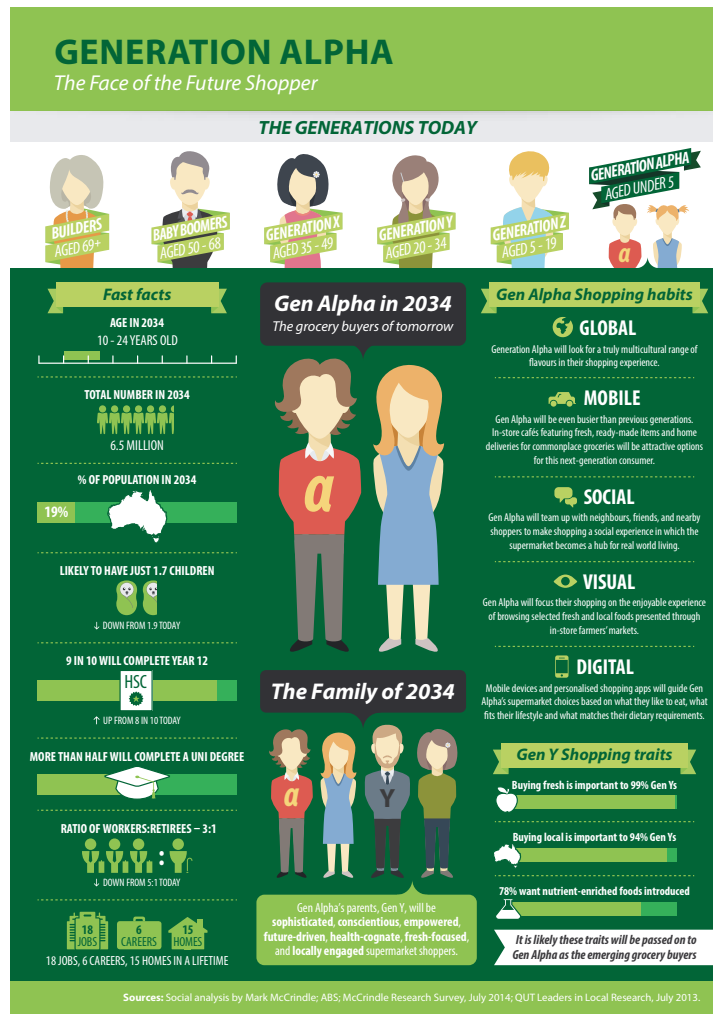 GENERATION ALPHA
The Face of the Future Shopper
THE GENERATIONS TODAY
BUILDERS
AGED 69+
BABY BOOMERS
AGED 50 - 68
GENERATION X
AGED 35 - 49
GENERATION Y
AGED 20 - 34
GENERATION Z
AGED 5 - 19
GENERATION ALPHA
AGED UNDER 5
α
Fast facts
AGE IN 2034
10 - 24 YEARS OLD
TOTAL NUMBER IN 2034
6.5 MILLION
% OF POPULATION IN 2034
19%
LIKELY TO HAVE JUST 1.7 CHILDREN
↓ DOWN FROM 1.9 TODAY
9 IN 10 WILL COMPLETE YEAR 12
HSC
↑ UP FROM 8 IN 10 TODAY
MORE THAN HALF WILL COMPLETE A UNI DEGREE
RATIO OF WORKERS:RETIREES – 3:1
:
↓ DOWN FROM 5:1 TODAY
18
JOBS
6
CAREERS
15
HOMES
18 JOBS, 6 CAREERS, 15 HOMES IN A LIFETIME
Gen Alpha in 2034
The grocery buyers of tomorrow
α
The Family of 2034
α
Y
Gen Alpha's parents, Gen Y, will be
sophisticated, conscientious, empowered,
future-driven, health-cognate, fresh-focused,
and locally engaged supermarket shoppers.
Gen Alpha Shopping habits
GLOBAL
Generation Alpha will look for a truly multicultural range of
flavours in their shopping experience.
MOBILE
Gen Alpha will be even busier than previous generations.
In-store cafés featuring fresh, ready-made items and home
deliveries for commonplace groceries will be attractive options
for this next-generation consumer.
SOCIAL
Gen Alpha will team up with neighbours, friends, and nearby
shoppers to make shopping a social experience in which the
supermarket becomes a hub for real world living.
VISUAL
Gen Alpha will focus their shopping on the enjoyable experience
of browsing selected fresh and local foods presented through
in-store farmers' markets.
DIGITAL
Mobile devices and personalised shopping apps will guide Gen
Alpha's supermarket choices based on what they like to eat, what
fits their lifestyle and what matches their dietary requirements.
Gen Y Shopping traits
Buying fresh is important to 99% Gen Ys
Buying local is important to 94% Gen Ys
78% want nutrient-enriched foods introduced
It is likely these traits will be passed on to
Gen Alpha as the emerging grocery buyers
Sources: Social analysis by Mark McCrindle; ABS; McCrindle Research Survey, July 2014; QUT Leaders in Local Research, July 2013.